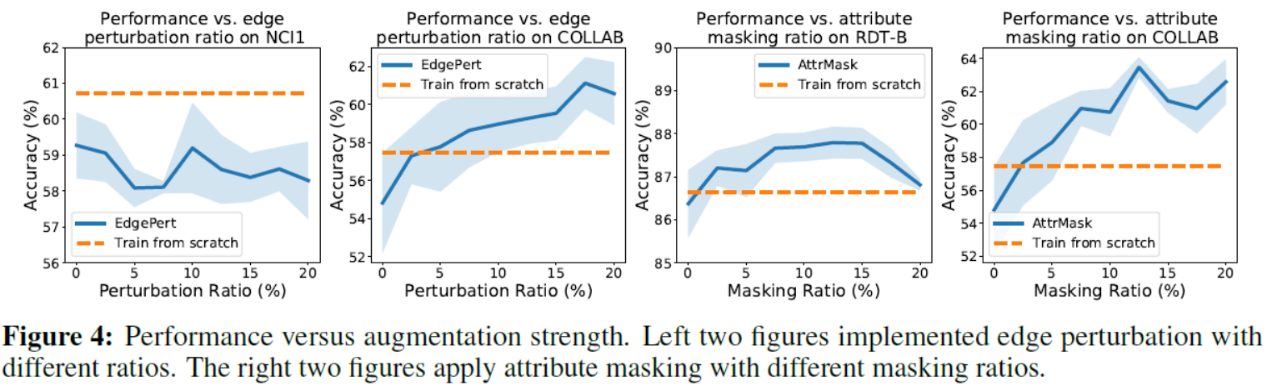 Performance vs. edge
perturbation ratio on NCI1
62
61
60
59
58
57
56
Accuracy (%)
EdgePert
Train from scratch
0 5 10 15 20
Perturbation Ratio (%)
Performance vs. edge
perturbation ratio on COLLAB
62
60
58
56
54
52
Accuracy (%)
EdgePert
Train from scratch
0 5 10 15 20
Perturbation Ratio (%)
Performance vs. attribute
masking ratio on RDT-B
90
89
88
87
86
85
Accuracy (%)
AttrMask
Train from scratch
0 5 10 15 20
Masking Ratio (%)
Performance vs. attribute
masking ratio on COLLAB
64
62
60
58
56
54
52
Accuracy (%)
AttrMask
Train from scratch
0 5 10 15 20
Masking Ratio (%)
Figure 4: Performance versus augmentation strength. Left two figures implemented edge perturbation with
different ratios. The right two figures apply attribute masking with different masking ratios.